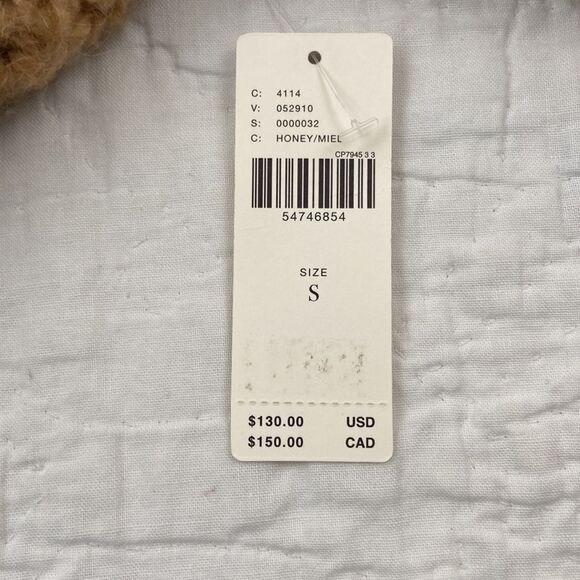 C: 4114
V: 052910
S: 0000032
C: HONEY/MIEL
CP7945 3 3
54746854
SIZE
S
$130.00 USD
$150.00 CAD